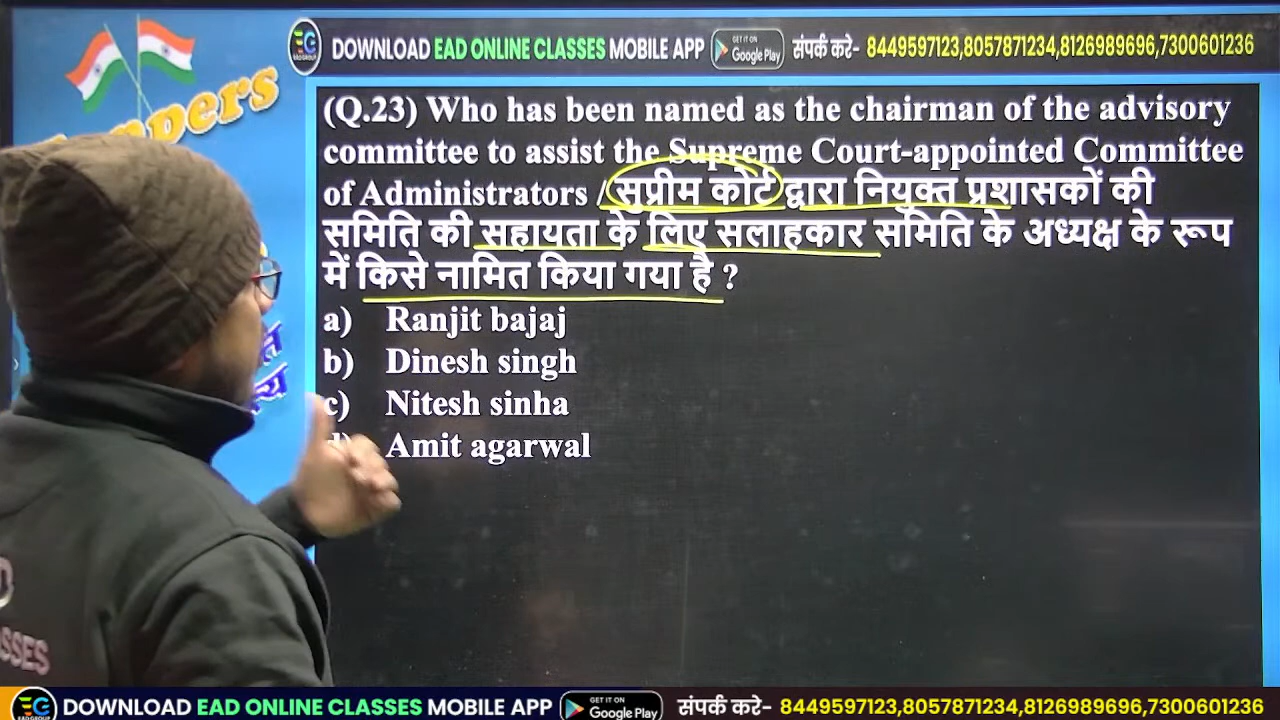 DOWNLOAD EAD ONLINE CLASSES MOBILE APP GET IT ON Google Play संपर्क करे- 8449597123,8057871234,8126989696,7300601236
(Q.23) Who has been named as the chairman of the advisory
committee to assist the Supreme Court-appointed Committee
of Administrators / सुप्रीम कोर्ट द्वारा नियुक्त प्रशासकों की
समिति की सहायता के लिए सलाहकार समिति के अध्यक्ष के रूप
में किसे नामित किया गया है ?
a) Ranjit bajaj
b) Dinesh singh
c) Nitesh sinha
d) Amit agarwal
DOWNLOAD EAD ONLINE CLASSES MOBILE APP GET IT ON Google Play संपर्क करे- 8449597123,8057871234,8126989696,7300601236